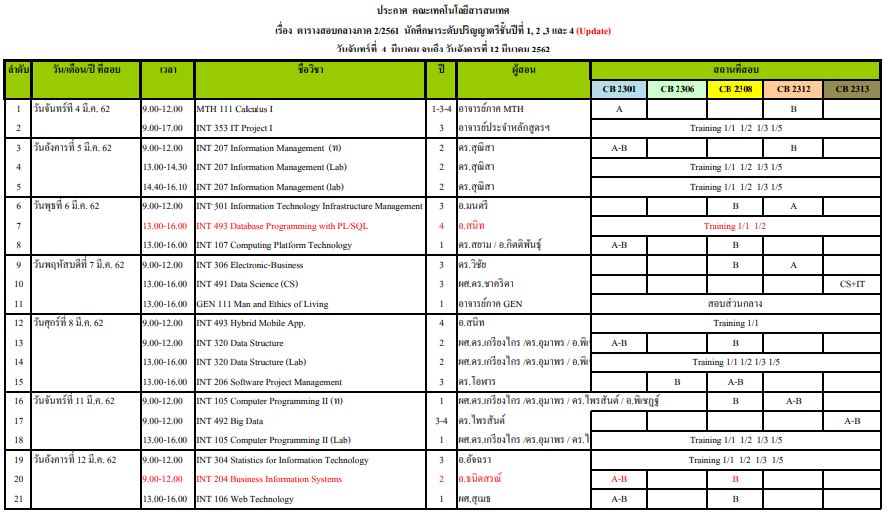 ประกาศ คณะเทคโนโลยีสารสนเทศ
เรื่อง ตารางสอบกลางภาค 2/2561 นักศึกษาระดับปริญญาตรีชั้นปีที่ 1, 2 ,3 และ 4 (Update)
วันจันทร์ที่ 4 มีนาคม จนถึง วันอังคารที่ 12 มีนาคม 2562
ลำดับ วัน/เดือน/ปี ที่สอบ เวลา ชื่อวิชา ปี ผู้สอน สถานที่สอบ
CB 2301 CB 2306 CB 2308 CB 2312 CB 2313
1 วันจันทร์ที่ 4 มี.ค. 62 9.00-12.00 MTH 111 Calculus I 1-3-4 อาจารย์ภาค MTH A B
2 9.00-17.00 INT 353 IT Project I 3 อาจารย์ประจำหลักสูตรฯ Training 1/1 1/2 1/3 1/5
3 วันอังคารที่ 5 มี.ค. 62 9.00-12.00 INT 207 Information Management (ท) 2 ดร.สุณิสา A-B B
4 13.00-14.30 INT 207 Information Management (Lab) 2 ดร.สุณิสา Training 1/1 1/2 1/3 1/5
5 14.40-16.10 INT 207 Information Management (lab) 2 ดร.สุณิสา Training 1/1 1/2 1/3 1/5
6 วันพุธที่ 6 มี.ค. 62 9.00-12.00 INT 301 Information Technology Infrastructure Management 3 อ.มนตรี B A
7 13.00-16.00 INT 493 Database Programming with PL/SQL 4 อ.สนิท Training 1/1 1/2
8 13.00-16.00 INT 107 Computing Platform Technology 1 ดร.สยาม / อ.กิตติพันธุ์ A-B B
9 วันพฤหัสบดีที่ 7 มี.ค. 62 9.00-12.00 INT 306 Electronic-Business 3 ดร.วิชัย B A
10 13.00-16.00 INT 491 Data Science (CS) 3 ผศ.ดร.ชาคริดา CS+IT
11 13.00-16.00 GEN 111 Man and Ethics of Living 1 อาจารย์ภาค GEN สอบส่วนกลาง
12 วันศุกร์ที่ 8 มี.ค. 62 9.00-12.00 INT 493 Hybrid Mobile App. 4 อ.สนิท Training 1/1
13 9.00-12.00 INT 320 Data Structure 2 ผศ.ดร.เกรียงไกร /ดร.อุมาพร / อ.พิ A-B B
14 13.00-16.00 INT 320 Data Structure (Lab) 2 ผศ.ดร.เกรียงไกร /ดร.อุมาพร / อ.พิ Training 1/1 1/2 1/3 1/5
15 13.00-16.00 INT 206 Software Project Management 3 ดร.โอฬาร B A-B
16 วันจันทร์ที่ 11 มี.ค. 62 9.00-12.00 INT 105 Computer Programming II (ท) 1 ผศ.ดร.เกรียงไกร /ดร.อุมาพร / ดร.ไพรสันต์ / อ.พิเชฎฐ์ B A-B
17 9.00-12.00 INT 492 Big Data 3-4 ดร.ไพรสันต์ A-B
18 13.00-16.00 INT 105 Computer Programming II (Lab) 1 ผศ.ดร.เกรียงไกร /ดร.อุมาพร / ดร.ไ Training 1/1 1/2 1/3 1/5
19 วันอังคารที่ 12 มี.ค. 62 9.00-12.00 INT 304 Statistics for Information Technology 3 อ.อัจฉรา Training 1/1 1/2 1/3 1/5
20 9.00-12.00 INT 204 Business Information Systems 2 อ.ธนิตสรณ์ A-B B
21 13.00-16.00 INT 106 Web Technology 1 ผศ.สุเมธ A-B B